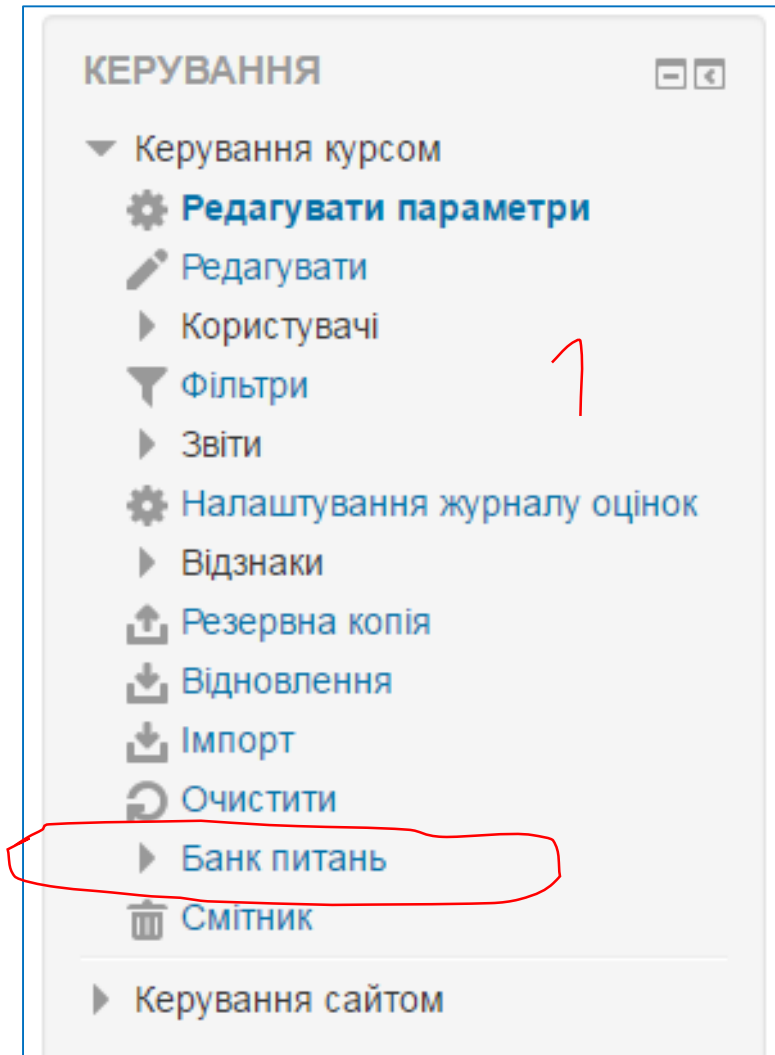 КЕРУВАННЯ
Керування курсом
Редагувати параметри
Редагувати
Користувачі
1
Фільтри
Звіти
Налаштування журналу оцінок
Відзнаки
Резервна копія
Відновлення
Імпорт
Очистити
Банк питань
Смітник
Керування сайтом